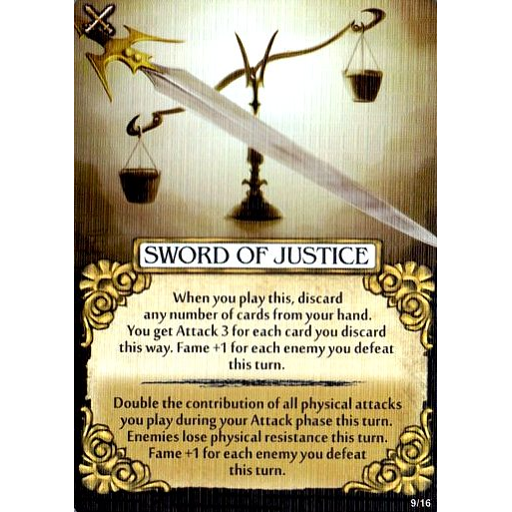 SWORD OF JUSTICE
When you play this, discard
any number of cards from your hand.
You get Attack 3 for each card you discard
this way. Fame +1 for each enemy you defeat
this turn.
Double the contribution of all physical attacks
you play during your Attack phase this turn.
Enemies lose physical resistance this turn.
Fame +1 for each enemy you defeat
this turn.
9/16